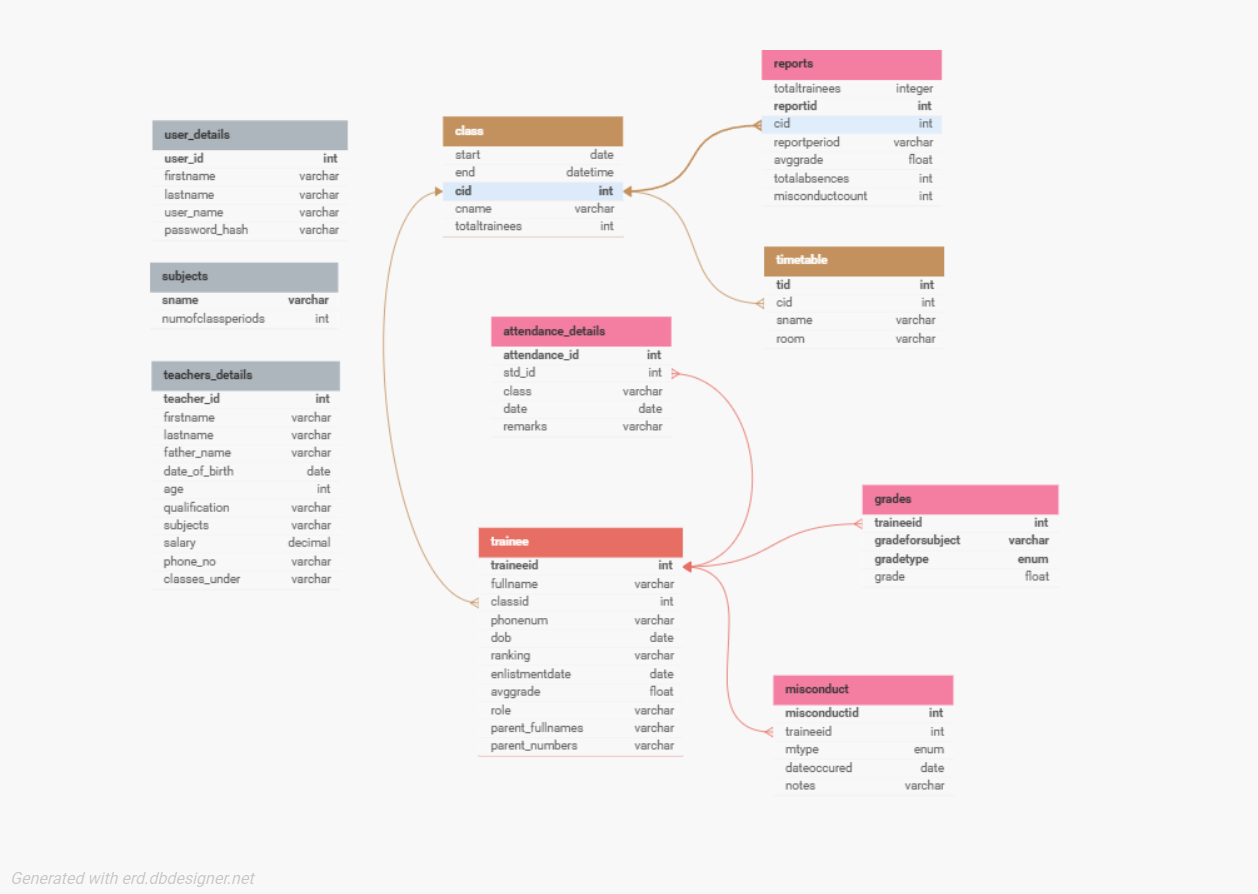 user_details
user_id int
firstname varchar
lastname varchar
user_name varchar
password_hash varchar
subjects
sname varchar
numofclassperiods int
teachers_details
teacher_id int
firstname varchar
lastname varchar
father_name varchar
date_of_birth date
age int
qualification varchar
subjects varchar
salary decimal
phone_no varchar
classes_under varchar
class
start date
end datetime
cid int
cname varchar
totaltrainees int
attendance_details
attendance_id int
std_id int
class varchar
date date
remarks varchar
trainee
traineeid int
fullname varchar
classid int
phonenum varchar
dob date
ranking varchar
enlistmentdate date
avggrade float
role varchar
parent_fullnames varchar
parent_numbers varchar
reports
totaltrainees integer
reportid int
cid int
reportperiod varchar
avggrade float
totalabsences int
misconductcount int
timetable
tid int
cid int
sname varchar
room varchar
grades
traineeid int
gradeforsubject varchar
gradetype enum
grade float
misconduct
misconductid int
traineeid int
mtype enum
dateoccured date
notes varchar
Generated with erd.dbdesigner.net